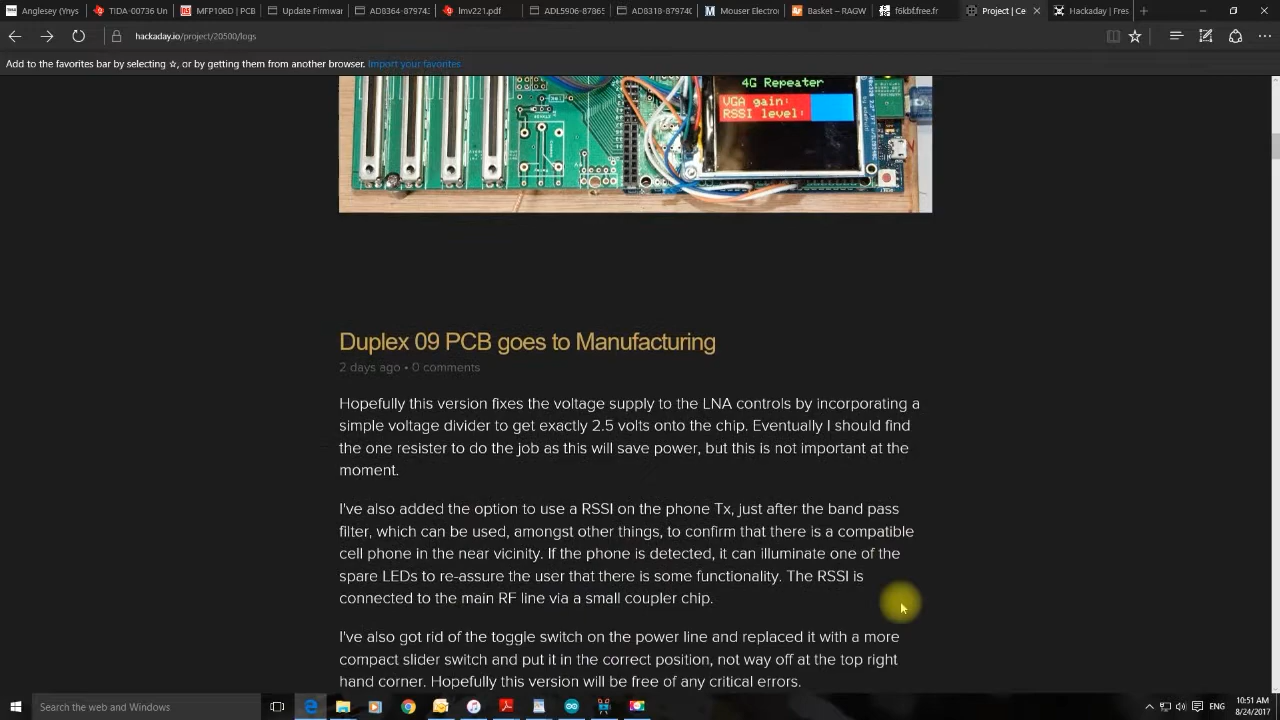 Anglesey (Ynys
TIDA-00736 Un
MFP106D | PCB
Update Firmwar
AD8364-879743
lmv221.pdf
ADL5906-87865
AD8318-879740
Mouser Electron
Basket – RAGW
f6kbf.free.fr
Project | Ce
Hackaday | Fres
hackaday.io/project/20500/logs
Add to the favorites bar by selecting ☆, or by getting them from another browser. Import your favorites
4G Repeater
VGA gain:
RSSI level:
Duplex 09 PCB goes to Manufacturing
2 days ago • 0 comments
Hopefully this version fixes the voltage supply to the LNA controls by incorporating a
simple voltage divider to get exactly 2.5 volts onto the chip. Eventually I should find
the one resister to do the job as this will save power, but this is not important at the
moment.
I've also added the option to use a RSSI on the phone Tx, just after the band pass
filter, which can be used, amongst other things, to confirm that there is a compatible
cell phone in the near vicinity. If the phone is detected, it can illuminate one of the
spare LEDs to re-assure the user that there is some functionality. The RSSI is
connected to the main RF line via a small coupler chip.
I've also got rid of the toggle switch on the power line and replaced it with a more
compact slider switch and put it in the correct position, not way off at the top right
hand corner. Hopefully this version will be free of any critical errors.
Search the web and Windows
ENG
10:51 AM
8/24/2017